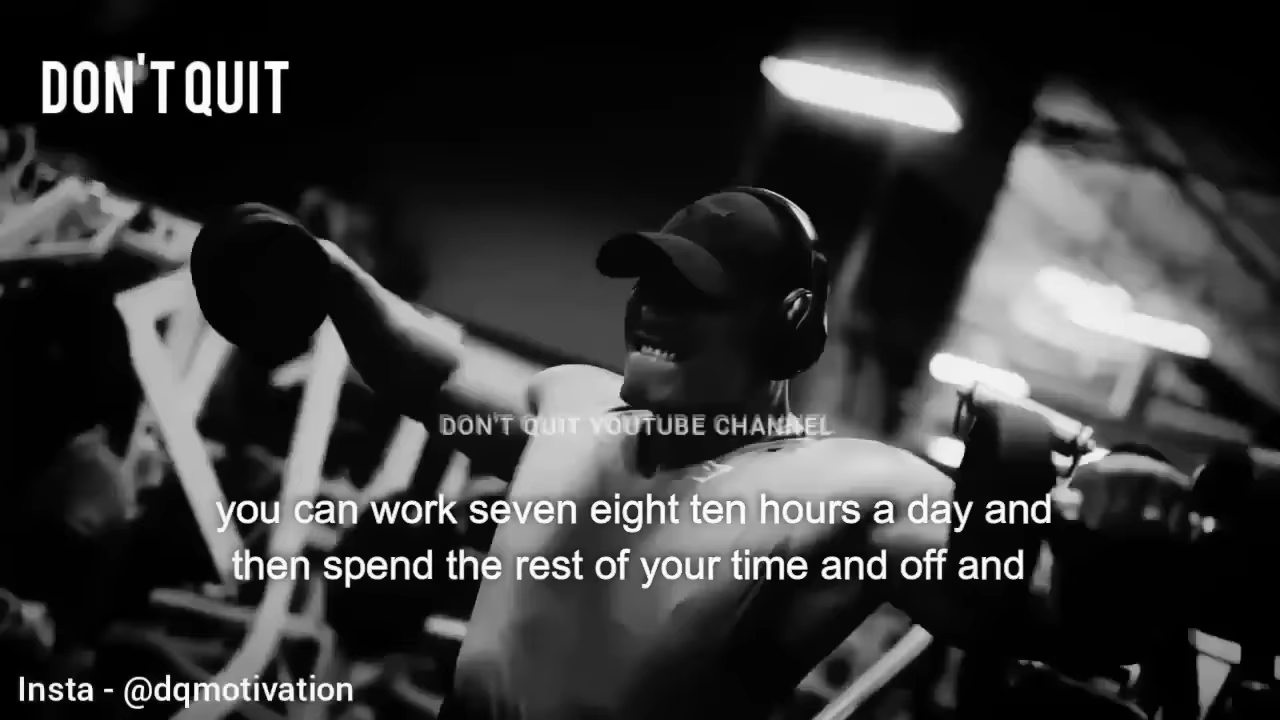 DON'T QUIT
DON'T QUIT YOUTUBE CHANNEL
you can work seven eight ten hours a day and
then spend the rest of your time and off and
Insta - @dqmotivation